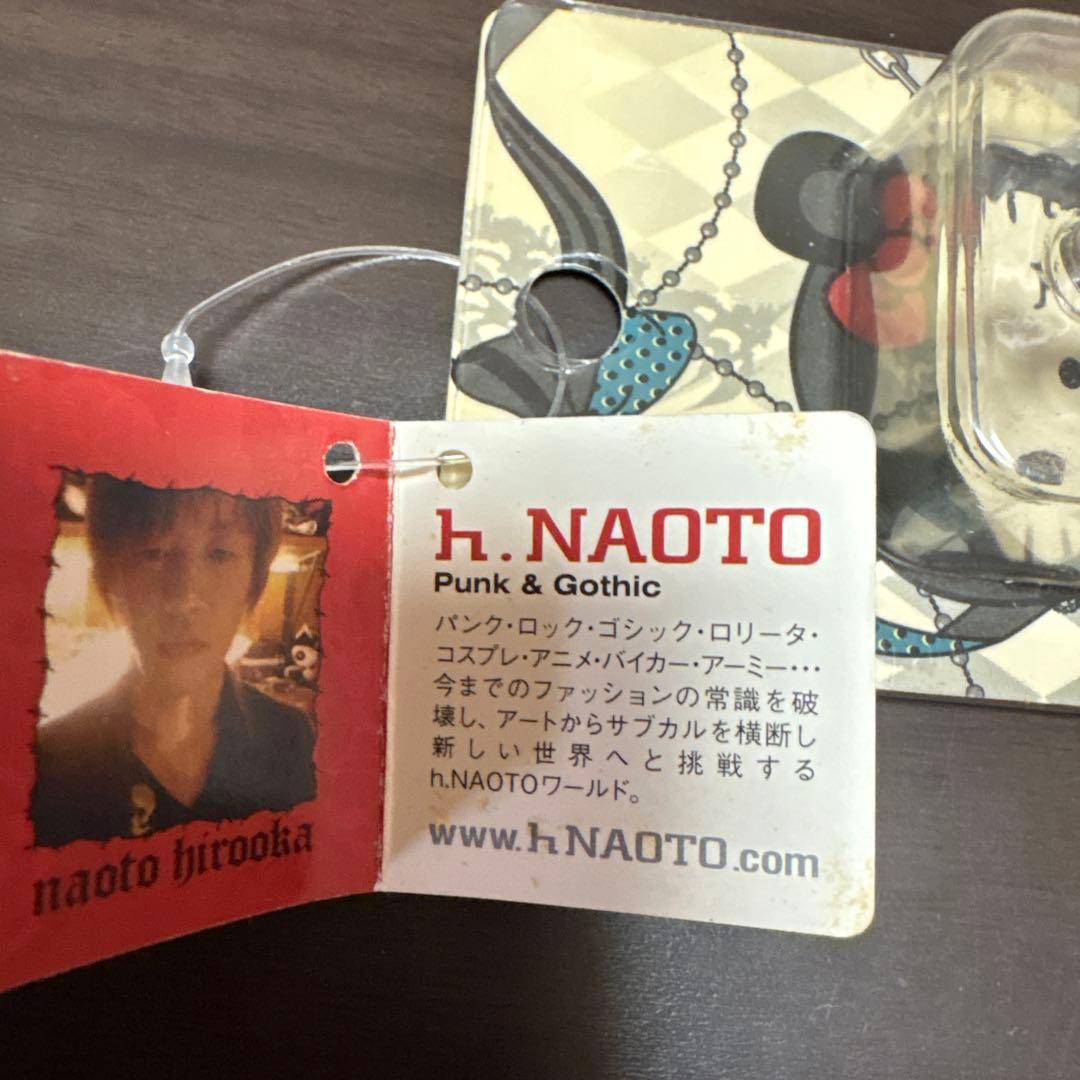 naoto hirooka
h.NAOTO
Punk & Gothic
パンク・ロック・ゴシック・ロリータ・
コスプレ・アニメ・バイカー・アーミー・・・
今までのファッションの常識を破
壊し、アートからサブカルを横断し
新しい世界へと挑戦する
h.NAOTOワールド。
www.hNAOTO.com